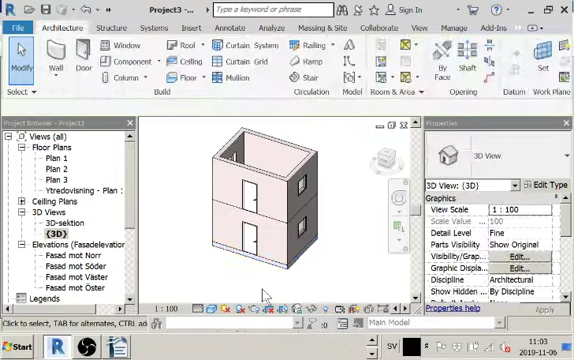 Project3 -
Type a keyword or phrase
Sign In
File Architecture Structure Systems Insert Annotate Analyze Massing & Site Collaborate View Manage Add-Ins
Modify Wall Door Window Component Column Roof Ceiling Floor Curtain System Curtain Grid Mullion Railing Ramp Stair By Face Shaft Set
Select Build Circulation Model Room & Area Opening Datum Work Plane
Project Browser - Project3
Views (all)
Floor Plans
Plan 1
Plan 2
Plan 3
Ytredovisning - Plan
Ceiling Plans
3D Views
3D-sektion
{3D}
Elevations (Fasadelevation
Fasad mot Norr
Fasad mot Söder
Fasad mot Väster
Fasad mot Öster
Legends
Properties
3D View
3D View: {3D} Edit Type
Graphics
View Scale 1 : 100
Scale Value 100
Detail Level Fine
Parts Visibility Show Original
Visibility/Grap... Edit...
Graphic Displa... Edit...
Discipline Architectural
Show Hidden By Discipline
Properties help Apply
1 : 100
Click to select, TAB for alternates, CTRL ad
:0
Main Model
Start
SV
11:03
2019-11-06